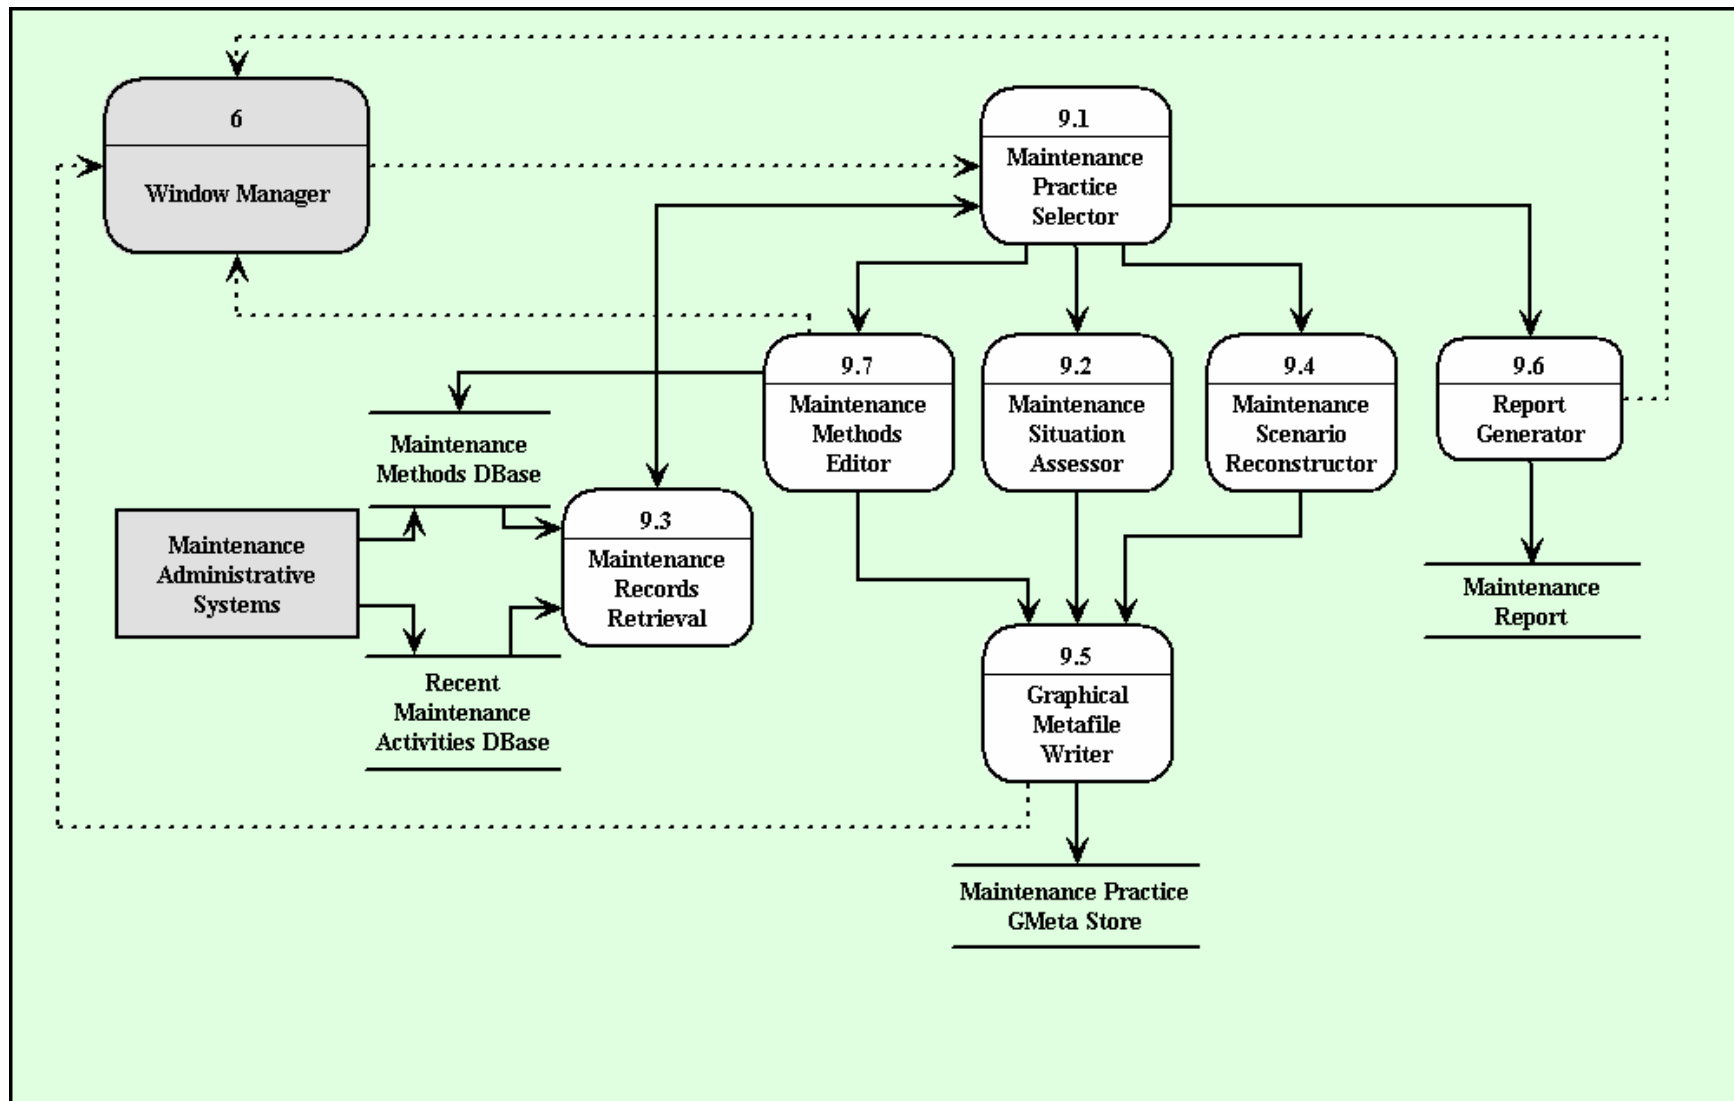 6
Window Manager
9.1
Maintenance
Practice
Selector
9.7
Maintenance
Methods
Editor
9.2
Maintenance
Situation
Assessor
9.4
Maintenance
Scenario
Reconstructor
9.6
Report
Generator
Maintenance
Methods DBase
9.3
Maintenance
Records
Retrieval
Maintenance
Administrative
Systems
Maintenance
Report
Recent
Maintenance
Activities DBase
9.5
Graphical
Metafile
Writer
Maintenance Practice
GMeta Store